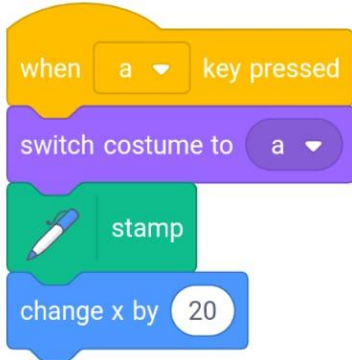 when a key pressed
switch costume to a
stamp
change x by 20